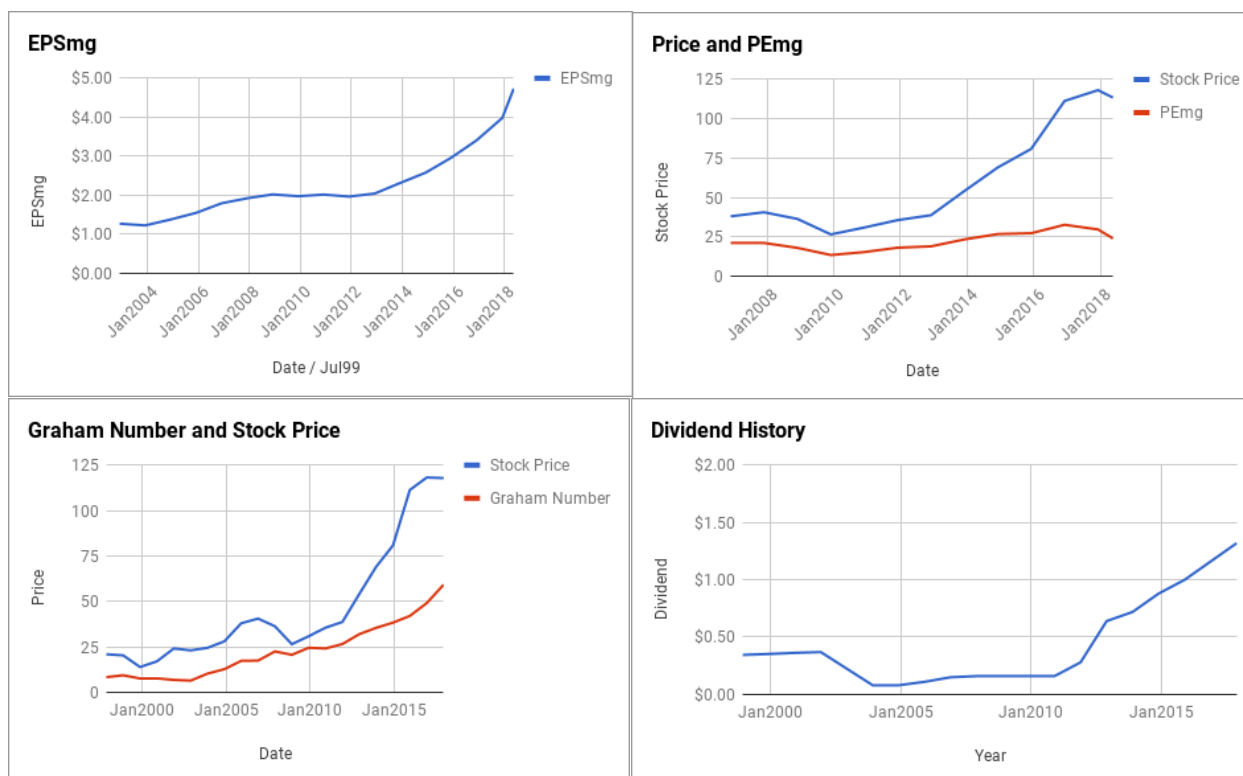 EPSmg
$5.00
$4.00
$3.00
$2.00
$1.00
$0.00
EPSmg
EPSmg
Jan2004
Jan2006
Jan2008
Jan2010
Jan2012
Jan2014
Jan2016
Jan2018
Date / Jul99
Price and PEmg
125
100
75
50
25
0
Stock Price
Stock Price
PEmg
Jan2008
Jan2010
Jan2012
Jan2014
Jan2016
Jan2018
Date
Graham Number and Stock Price
125
100
75
50
25
0
Price
Stock Price
Graham Number
Jan2000
Jan2005
Jan2010
Jan2015
Date
Dividend History
$2.00
$1.50
$1.00
$0.50
$0.00
Dividend
Jan2000
Jan2005
Jan2010
Jan2015
Year